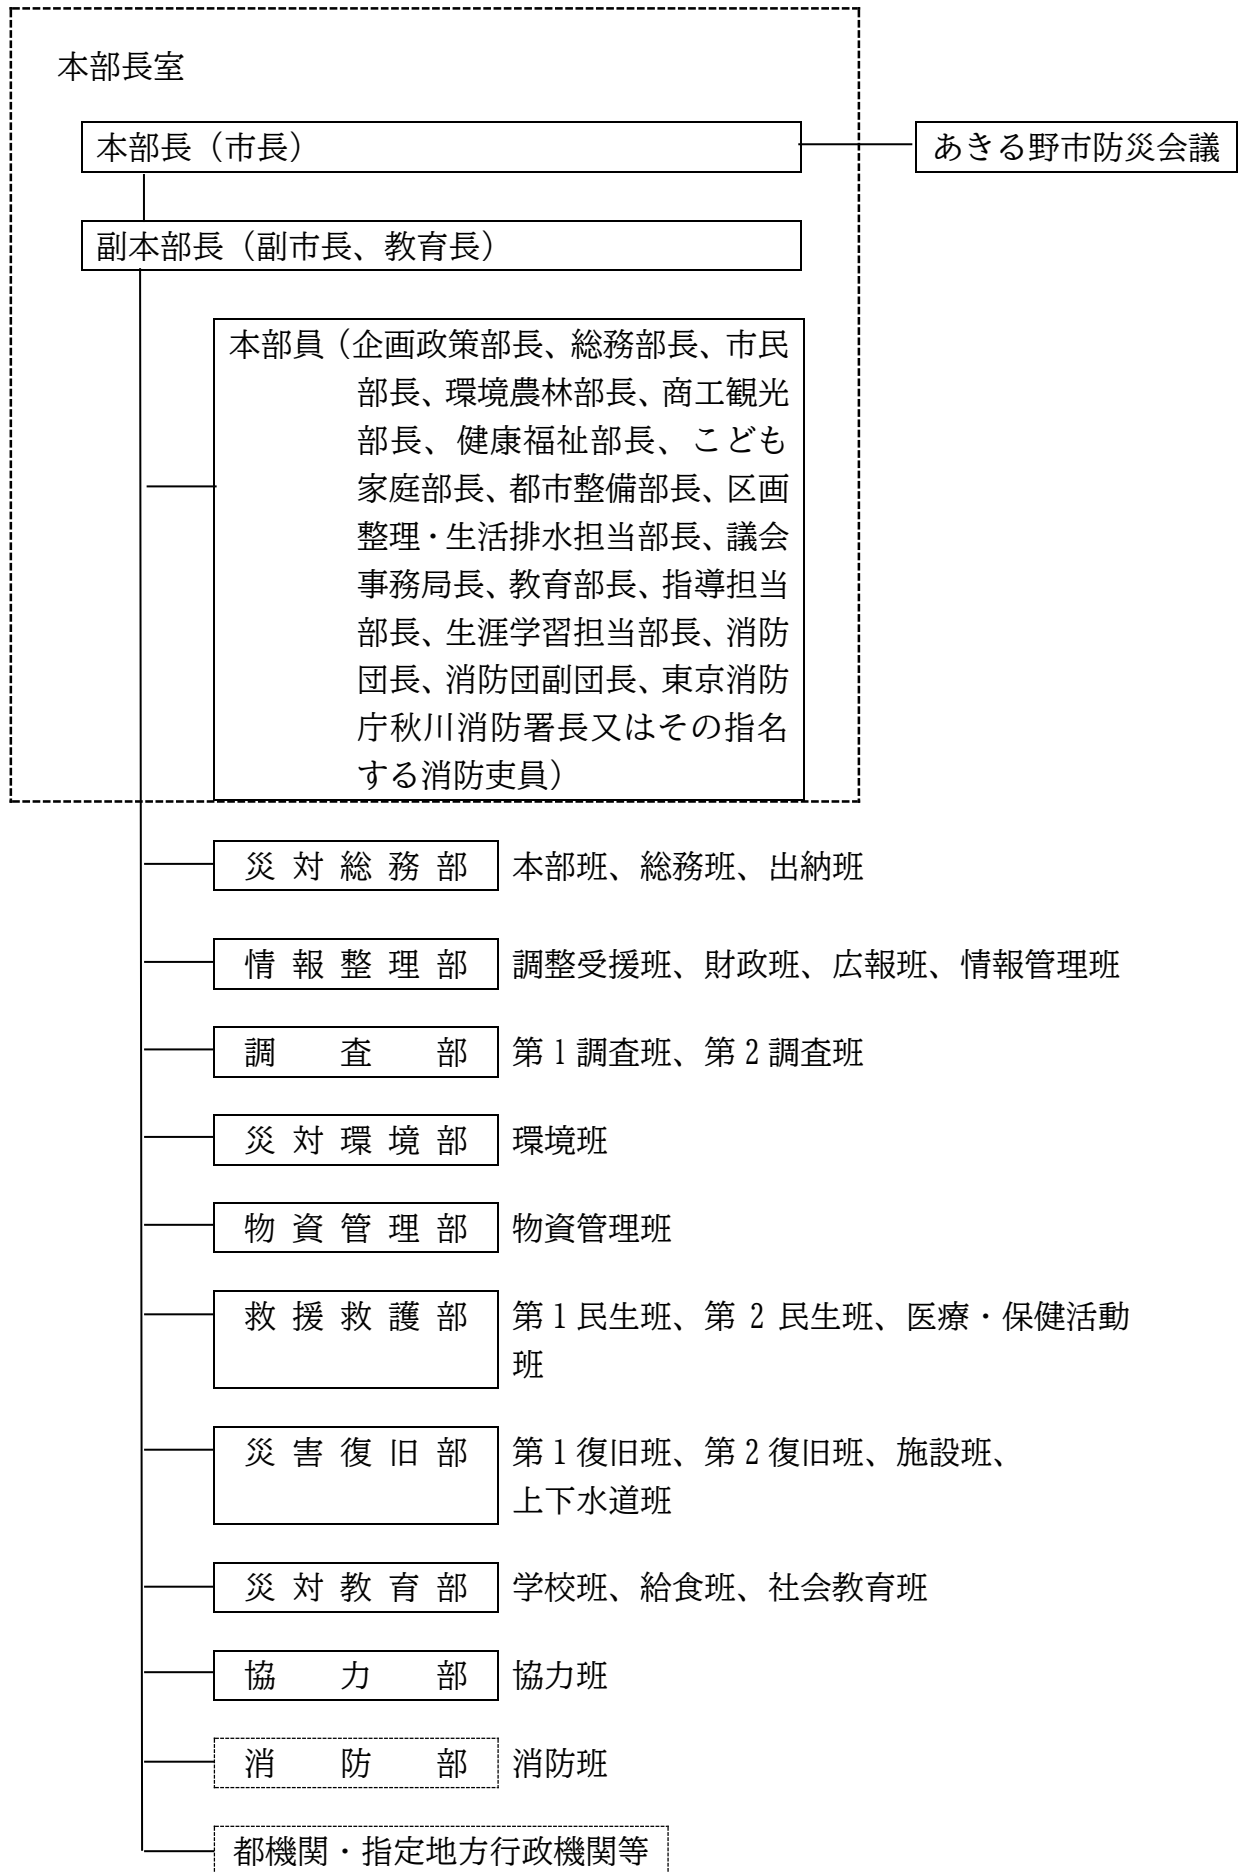 本部長室
本部長（市長）
あきる野市防災会議
副本部長（副市長、教育長）
本部員（企画政策部長、総務部長、市民
部長、環境農林部長、商工観光
部長、健康福祉部長、こども
家庭部長、都市整備部長、区画
整理・生活排水担当部長、議会
事務局長、教育部長、指導担当
部長、生涯学習担当部長、消防
団長、消防団副団長、東京消防
庁秋川消防署長又はその指名
する消防吏員）
災対総務部 本部班、総務班、出納班
情報整理部 調整受援班、財政班、広報班、情報管理班
調査部 第1調査班、第2調査班
災対環境部 環境班
物資管理部 物資管理班
救援救護部 第1民生班、第2民生班、医療・保健活動
班
災害復旧部 第1復旧班、第2復旧班、施設班、
上下水道班
災対教育部 学校班、給食班、社会教育班
協力部 協力班
消防部 消防班
都機関・指定地方行政機関等